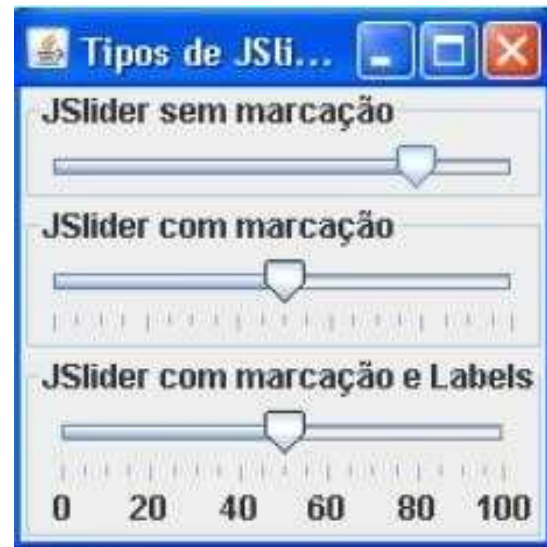 Tipos de JSli...
JSlider sem marcação
JSlider com marcação
JSlider com marcação e Labels
0 20 40 60 80 100